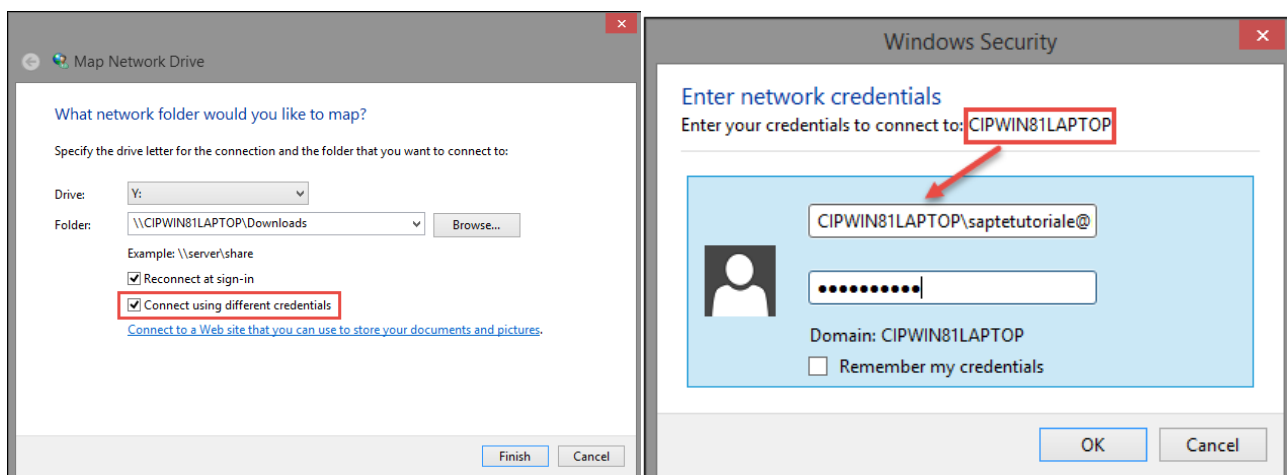 Map Network Drive
What network folder would you like to map?
Specify the drive letter for the connection and the folder that you want to connect to:
Drive: Y:
Folder: \\CIPWIN81LAPTOP\Downloads Browse...
Example: \\server\share
Reconnect at sign-in
Connect using different credentials
Connect to a Web site that you can use to store your documents and pictures.
Finish Cancel
Windows Security
Enter network credentials
Enter your credentials to connect to: CIPWIN81LAPTOP
CIPWIN81LAPTOP\saptetutoriale@
●●●●●●●●●●
Domain: CIPWIN81LAPTOP
Remember my credentials
OK Cancel